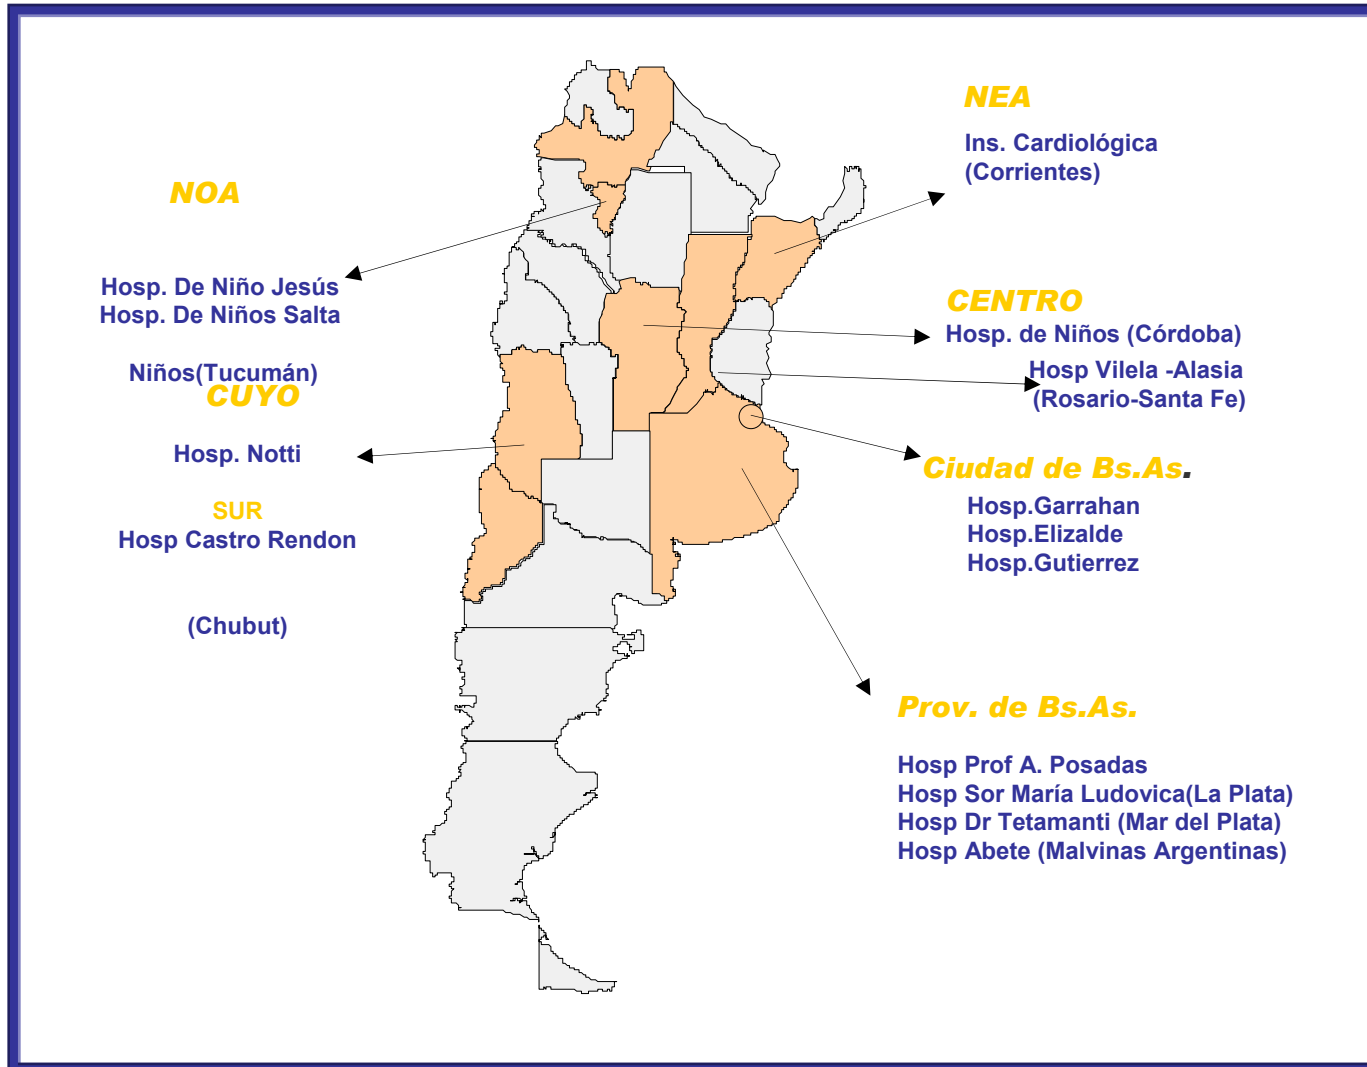 NOA
Hosp. De Niño Jesús
Hosp. De Niños Salta
Niños(Tucumán)
CUYO
Hosp. Notti
SUR
Hosp Castro Rendon
(Chubut)
NEA
Ins. Cardiológica
(Corrientes)
CENTRO
Hosp. de Niños (Córdoba)
Hosp Vilela -Alasia
(Rosario-Santa Fe)
Ciudad de Bs.As.
Hosp.Garrahan
Hosp.Elizalde
Hosp.Gutierrez
Prov. de Bs.As.
Hosp Prof A. Posadas
Hosp Sor María Ludovica(La Plata)
Hosp Dr Tetamanti (Mar del Plata)
Hosp Abete (Malvinas Argentinas)